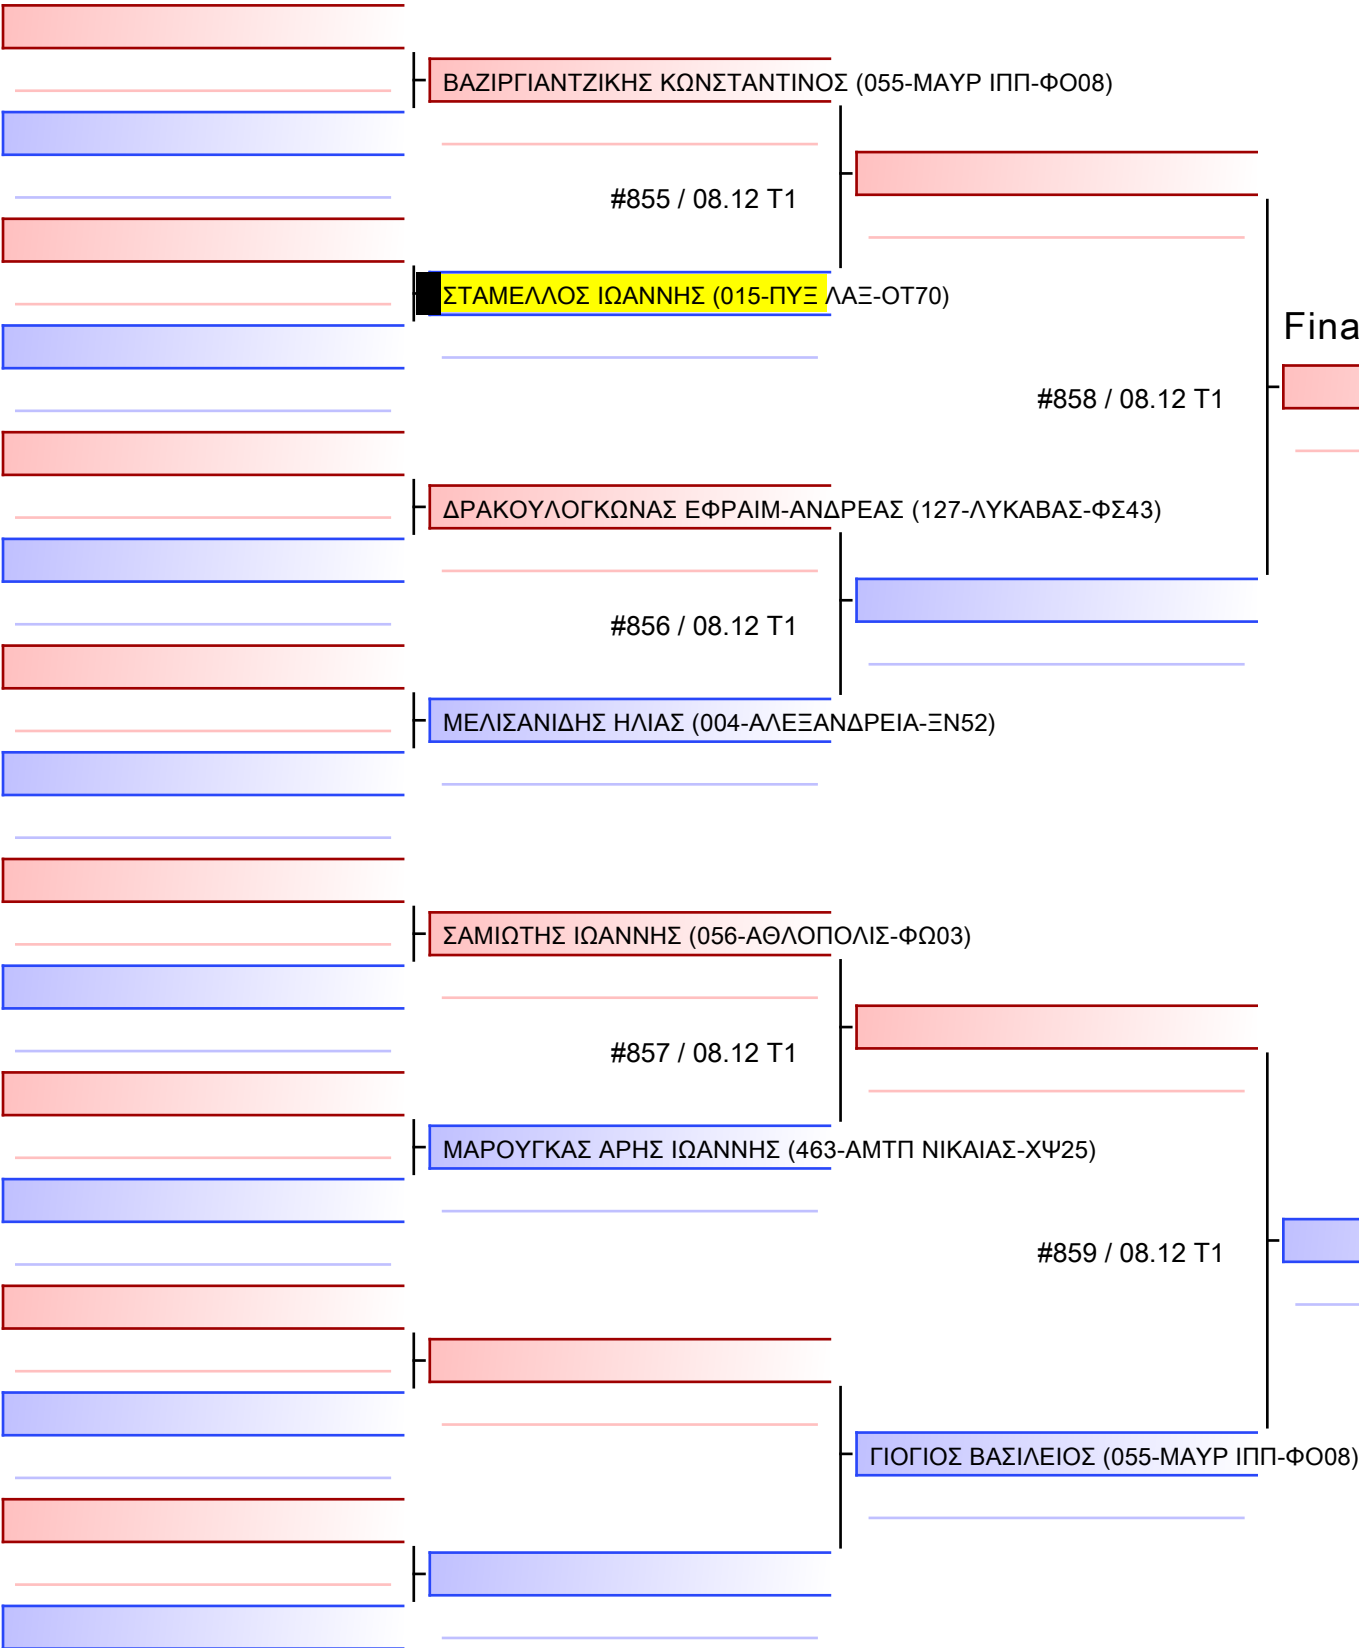 ΒΑΖΙΡΓΙΑΝΤΖΙΚΗΣ ΚΩΝΣΤΑΝΤΙΝΟΣ (055-ΜΑΥΡ ΙΠΠ-ΦΟ08)
#855 / 08.12 T1
ΣΤΑΜΕΛΛΟΣ ΙΩΑΝΝΗΣ (015-ΠΥΞ ΛΑΞ-ΟΤ70)
Fina
#858 / 08.12 T1
ΔΡΑΚΟΥΛΟΓΚΩΝΑΣ ΕΦΡΑΙΜ-ΑΝΔΡΕΑΣ (127-ΛΥΚΑΒΑΣ-ΦΣ43)
#856 / 08.12 T1
ΜΕΛΙΣΑΝΙΔΗΣ ΗΛΙΑΣ (004-ΑΛΕΞΑΝΔΡΕΙΑ-ΞΝ52)
ΣΑΜΙΩΤΗΣ ΙΩΑΝΝΗΣ (056-ΑΘΛΟΠΟΛΙΣ-ΦΩ03)
#857 / 08.12 T1
ΜΑΡΟΥΓΚΑΣ ΑΡΗΣ ΙΩΑΝΝΗΣ (463-ΑΜΤΠ ΝΙΚΑΙΑΣ-ΧΨ25)
#859 / 08.12 T1
ΓΙΟΓΙΟΣ ΒΑΣΙΛΕΙΟΣ (055-ΜΑΥΡ ΙΠΠ-ΦΟ08)